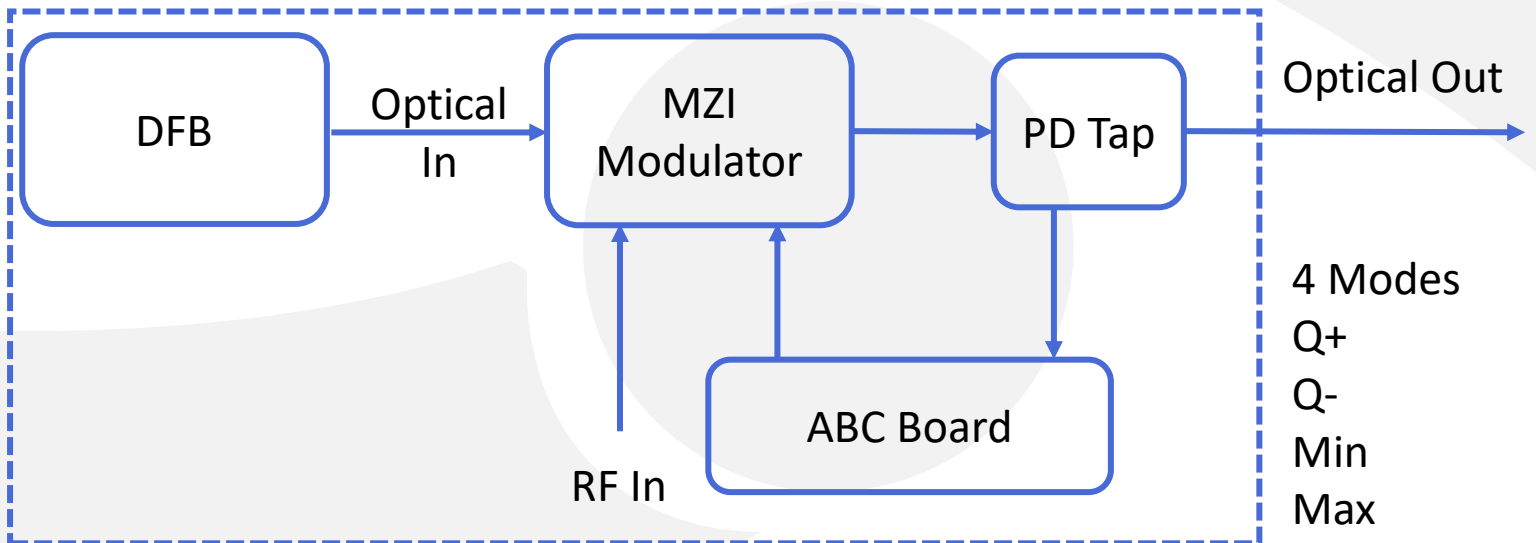 DFB
Optical
In
MZI
Modulator
PD Tap
Optical Out
RF In
ABC Board
4 Modes
Q+
Q-
Min
Max